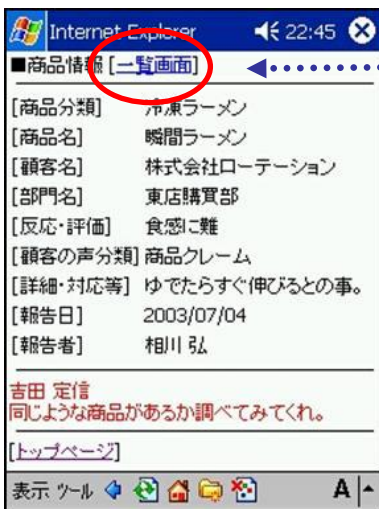 Internet Explorer 22:45
■商品情報 [一覧画面]
[商品分類] 冷凍ラーメン
[商品名] 瞬間ラーメン
[顧客名] 株式会社ローテーション
[部門名] 東店購買部
[反応・評価] 食感に難
[顧客の声分類] 商品クレーム
[詳細・対応等] ゆでたらすぐ伸びるとの事。
[報告日] 2003/07/04
[報告者] 相川 弘
吉田 定信
同じような商品があるか調べてみてくれ。
[トップページ]
表示 ツール A